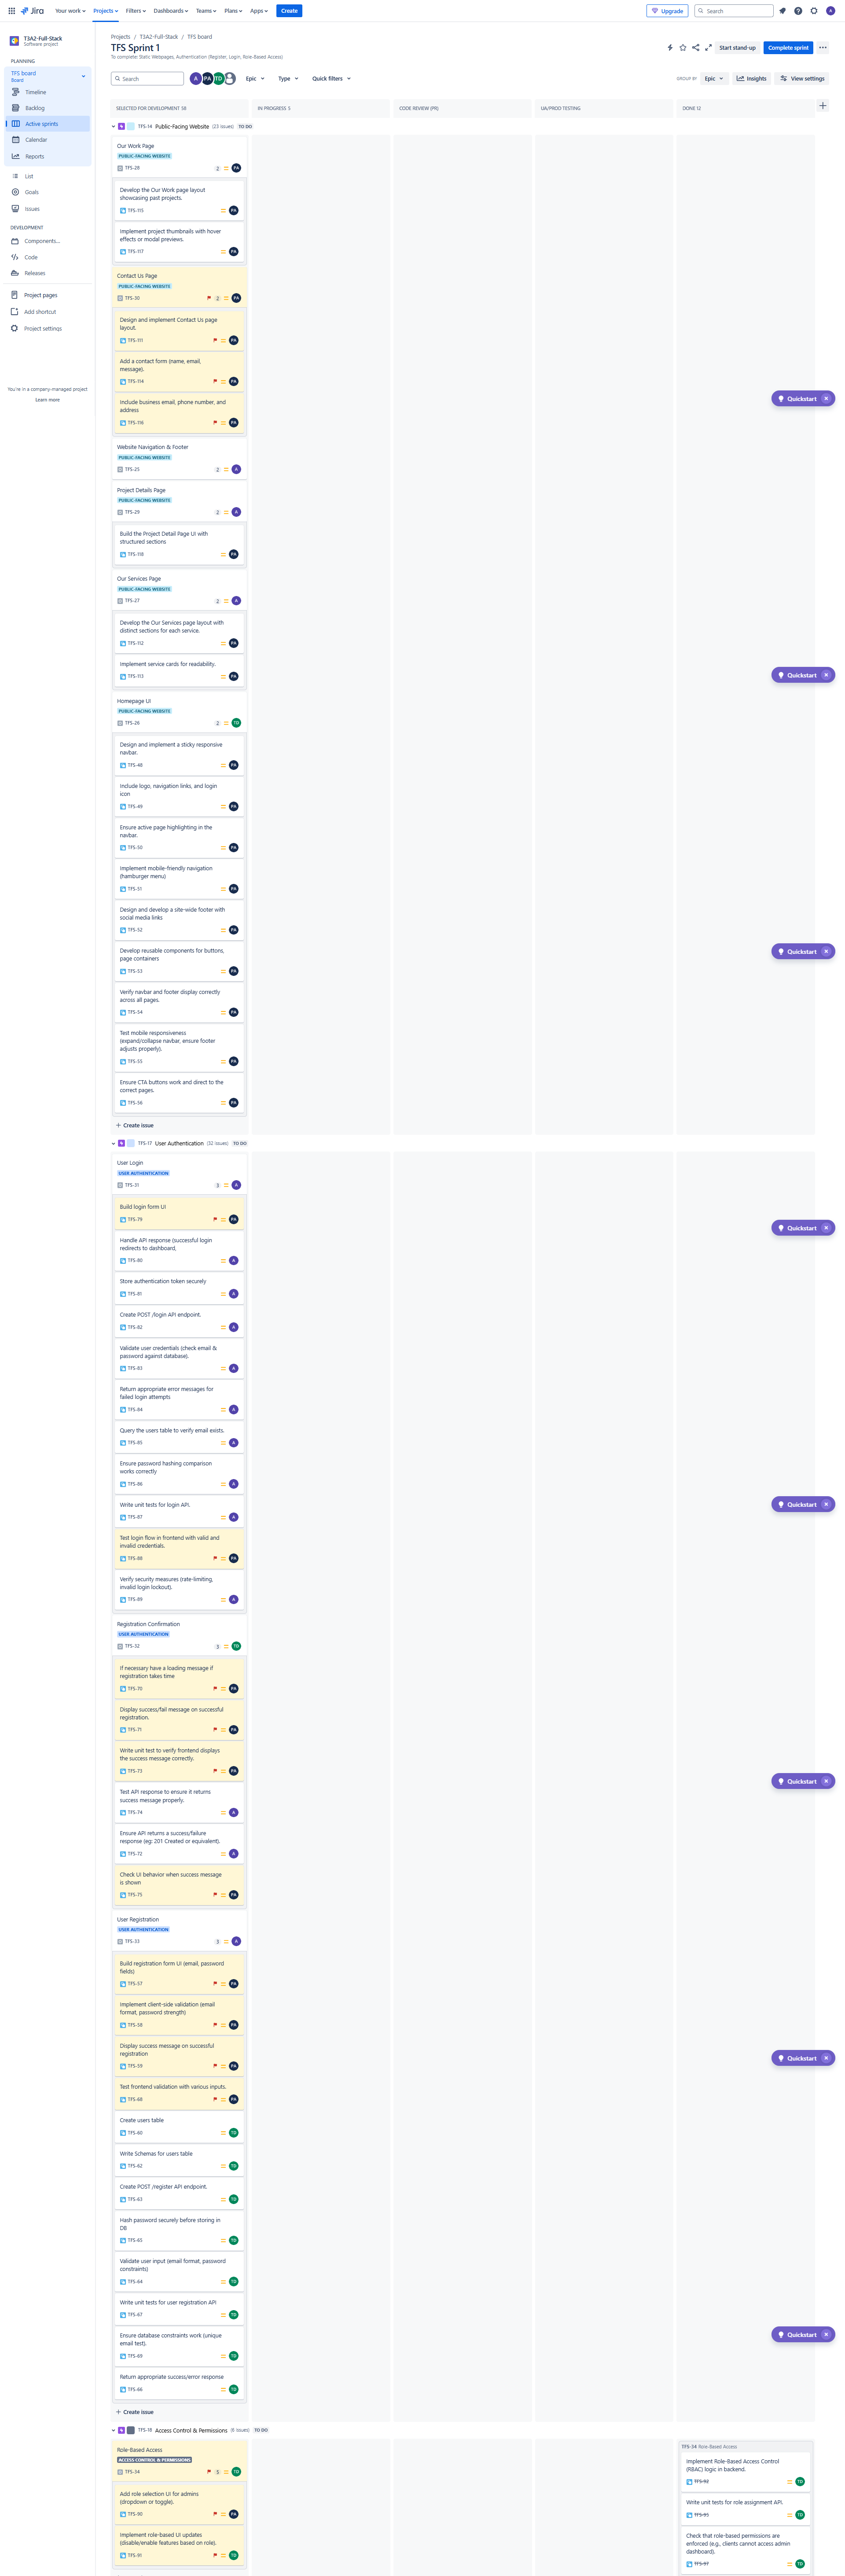 Jira
Your work
Projects
Filters
Dashboards
Teams
Plans
Apps
Create
Upgrade
Search
A
T3A2-Full-Stack
Software project
PLANNING
TFS board
Board
Timeline
Backlog
Active sprints
Calendar
Reports
List
Goals
Issues
DEVELOPMENT
Components...
Code
Releases
Project pages
Add shortcut
Project settings
You're in a company-managed project
Learn more
Projects / T3A2-Full-Stack / TFS board
TFS Sprint 1
To complete: Static Webpages, Authentication (Register, Login, Role-Based Access)
Start stand-up
Complete sprint
Search
A PA TD
Epic
Type
Quick filters
GROUP BY
Epic
Insights
View settings
SELECTED FOR DEVELOPMENT 58
IN PROGRESS 5
CODE REVIEW (PR)
UA/PROD TESTING
DONE 12
TFS-14 Public-Facing Website (23 issues) TO DO
Our Work Page
PUBLIC-FACING WEBSITE
TFS-28 2 PA
Develop the Our Work page layout
showcasing past projects.
TFS-115 PA
Implement project thumbnails with hover
effects or modal previews.
TFS-117 PA
Contact Us Page
PUBLIC-FACING WEBSITE
TFS-30 2 PA
Design and implement Contact Us page
layout.
TFS-111 PA
Add a contact form (name, email,
message).
TFS-114 PA
Include business email, phone number, and
address
TFS-116 PA
Website Navigation & Footer
PUBLIC-FACING WEBSITE
TFS-25 2 A
Project Details Page
PUBLIC-FACING WEBSITE
TFS-29 2 A
Build the Project Detail Page UI with
structured sections
TFS-118 PA
Our Services Page
PUBLIC-FACING WEBSITE
TFS-27 2 A
Develop the Our Services page layout with
distinct sections for each service.
TFS-112 PA
Implement service cards for readability.
TFS-113 PA
Homepage UI
PUBLIC-FACING WEBSITE
TFS-26 2 TD
Design and implement a sticky responsive
navbar.
TFS-48 PA
Include logo, navigation links, and login
icon
TFS-49 PA
Ensure active page highlighting in the
navbar.
TFS-50 PA
Implement mobile-friendly navigation
(hamburger menu)
TFS-51 PA
Design and develop a site-wide footer with
social media links
TFS-52 PA
Develop reusable components for buttons,
page containers
TFS-53 PA
Verify navbar and footer display correctly
across all pages.
TFS-54 PA
Test mobile responsiveness
(expand/collapse navbar, ensure footer
adjusts properly).
TFS-55 PA
Ensure CTA buttons work and direct to the
correct pages.
TFS-56 PA
Create issue
TFS-17 User Authentication (32 issues) TO DO
User Login
USER AUTHENTICATION
TFS-31 3 A
Build login form UI
TFS-79 PA
Handle API response (successful login
redirects to dashboard,
TFS-80 A
Store authentication token securely
TFS-81 A
Create POST /login API endpoint.
TFS-82 A
Validate user credentials (check email &
password against database).
TFS-83 A
Return appropriate error messages for
failed login attempts
TFS-84 A
Query the users table to verify email exists.
TFS-85 A
Ensure password hashing comparison
works correctly
TFS-86 A
Write unit tests for login API.
TFS-87 A
Test login flow in frontend with valid and
invalid credentials.
TFS-88 PA
Verify security measures (rate-limiting,
invalid login lockout).
TFS-89 A
Registration Confirmation
USER AUTHENTICATION
TFS-32 3 TD
If necessary have a loading message if
registration takes time
TFS-70 PA
Display success/fail message on successful
registration.
TFS-71 PA
Write unit test to verify frontend displays
the success message correctly.
TFS-73 PA
Test API response to ensure it returns
success message properly.
TFS-74 A
Ensure API returns a success/failure
response (eg: 201 Created or equivalent).
TFS-72 A
Check UI behavior when success message
is shown
TFS-75 PA
User Registration
USER AUTHENTICATION
TFS-33 3 A
Build registration form UI (email, password
fields)
TFS-57 PA
Implement client-side validation (email
format, password strength)
TFS-58 PA
Display success message on successful
registration
TFS-59 PA
Test frontend validation with various inputs.
TFS-68 PA
Create users table
TFS-60 TD
Write Schemas for users table
TFS-62 TD
Create POST /register API endpoint.
TFS-63 TD
Hash password securely before storing in
DB
TFS-65 TD
Validate user input (email format, password
constraints)
TFS-64 TD
Write unit tests for user registration API
TFS-67 TD
Ensure database constraints work (unique
email test).
TFS-69 TD
Return appropriate success/error response
TFS-66 TD
Create issue
TFS-18 Access Control & Permissions (8 issues) TO DO
Role-Based Access
ACCESS CONTROL & PERMISSIONS
TFS-34 5 TD
Add role selection UI for admins
(dropdown or toggle).
TFS-90 PA
Implement role-based UI updates
(disable/enable features based on role).
TFS-91 TD
TFS-34 Role-Based Access
Implement Role-Based Access Control
(RBAC) logic in backend.
TFS-92 TD
Write unit tests for role assignment API.
TFS-95 TD
Check that role-based permissions are
enforced (e.g., clients cannot access admin
dashboard).
TFS-97 TD
Quickstart
Quickstart
Quickstart
Quickstart
Quickstart
Quickstart
Quickstart
Quickstart